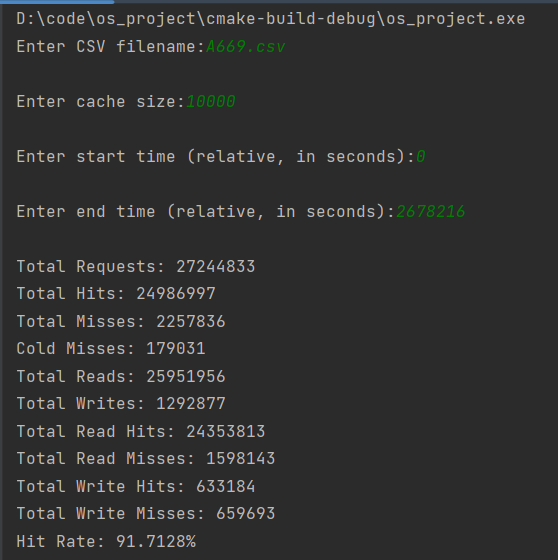 D:\code\os_project\cmake-build-debug\os_project.exe
Enter CSV filename:A669.csv
Enter cache size:10000
Enter start time (relative, in seconds):0
Enter end time (relative, in seconds):2678216
Total Requests: 27244833
Total Hits: 24986997
Total Misses: 2257836
Cold Misses: 179031
Total Reads: 25951956
Total Writes: 1292877
Total Read Hits: 24353813
Total Read Misses: 1598143
Total Write Hits: 633184
Total Write Misses: 659693
Hit Rate: 91.7128%